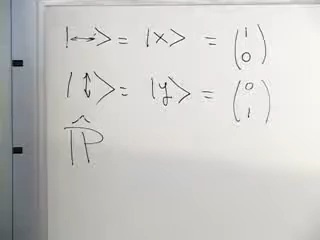 |↔> = |x> = (1 0)
|↕> = |y> = (0 1)
P̂